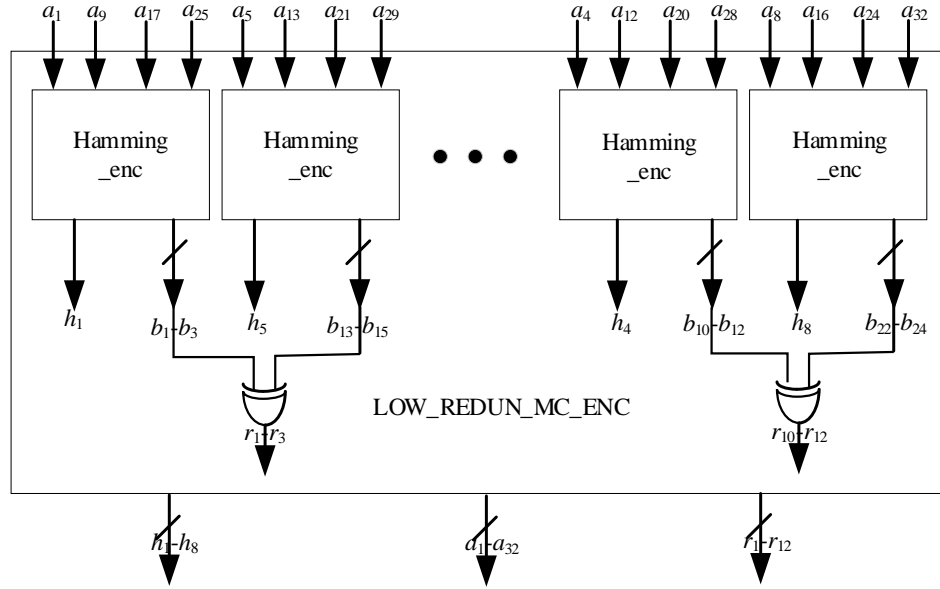 a1 a9 a17 a25 a5 a13 a21 a29 a4 a12 a20 a28 a8 a16 a24 a32
Hamming _enc
Hamming _enc
Hamming _enc
Hamming _enc
h1 b1-b3 h5 b13-b15 h4 b10-b12 h8 b22-b24
LOW_REDUN_MC_ENC
r1-r3 r10-r12
h1-h8 a1-a32 r1-r12